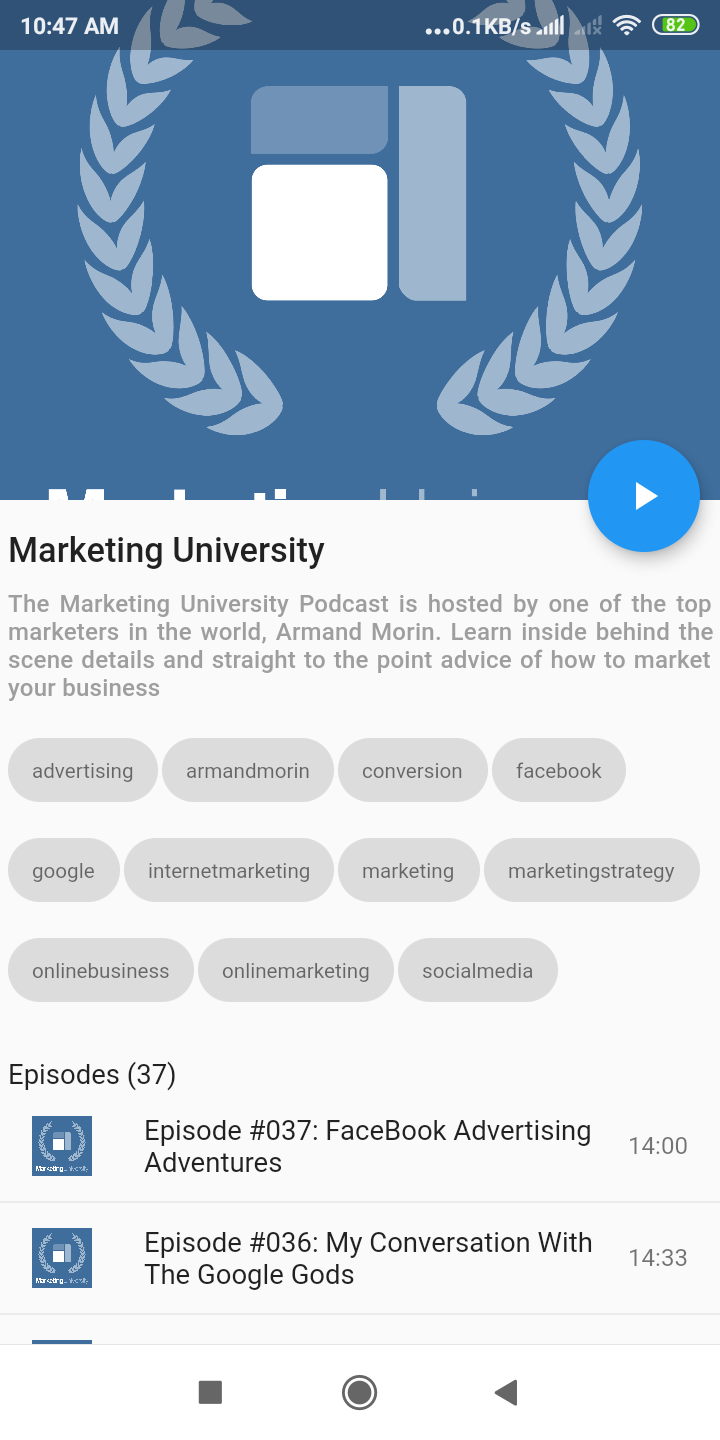 10:47 AM
...0.1KB/s
82
Marketing University
The Marketing University Podcast is hosted by one of the top
marketers in the world, Armand Morin. Learn inside behind the
scene details and straight to the point advice of how to market
your business
advertising armandmorin conversion facebook
google internetmarketing marketing marketingstrategy
onlinebusiness onlinemarketing socialmedia
Episodes (37)
Episode #037: FaceBook Advertising
Adventures
14:00
Episode #036: My Conversation With
The Google Gods
14:33